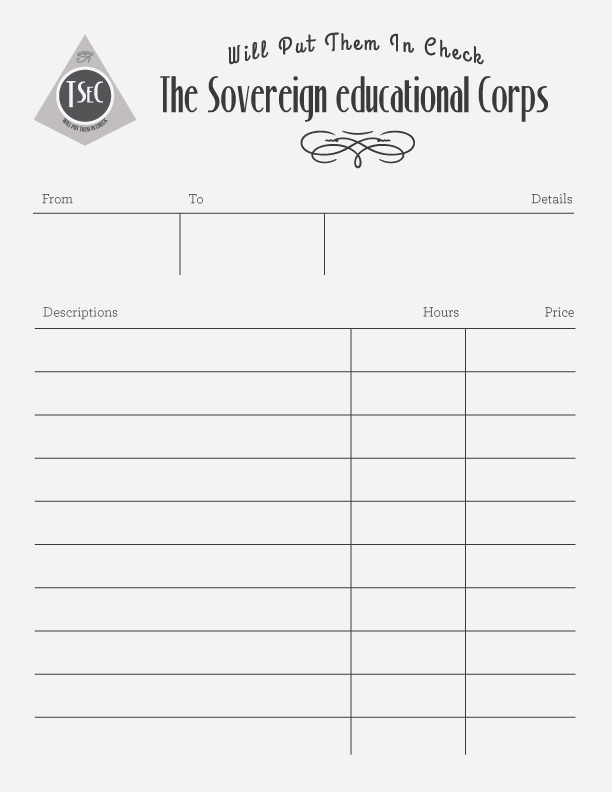 Will Put Them In Check
The Sovereign educational Corps
TSeC
WILL PUT THEM IN CHECK
From To Details
Descriptions Hours Price